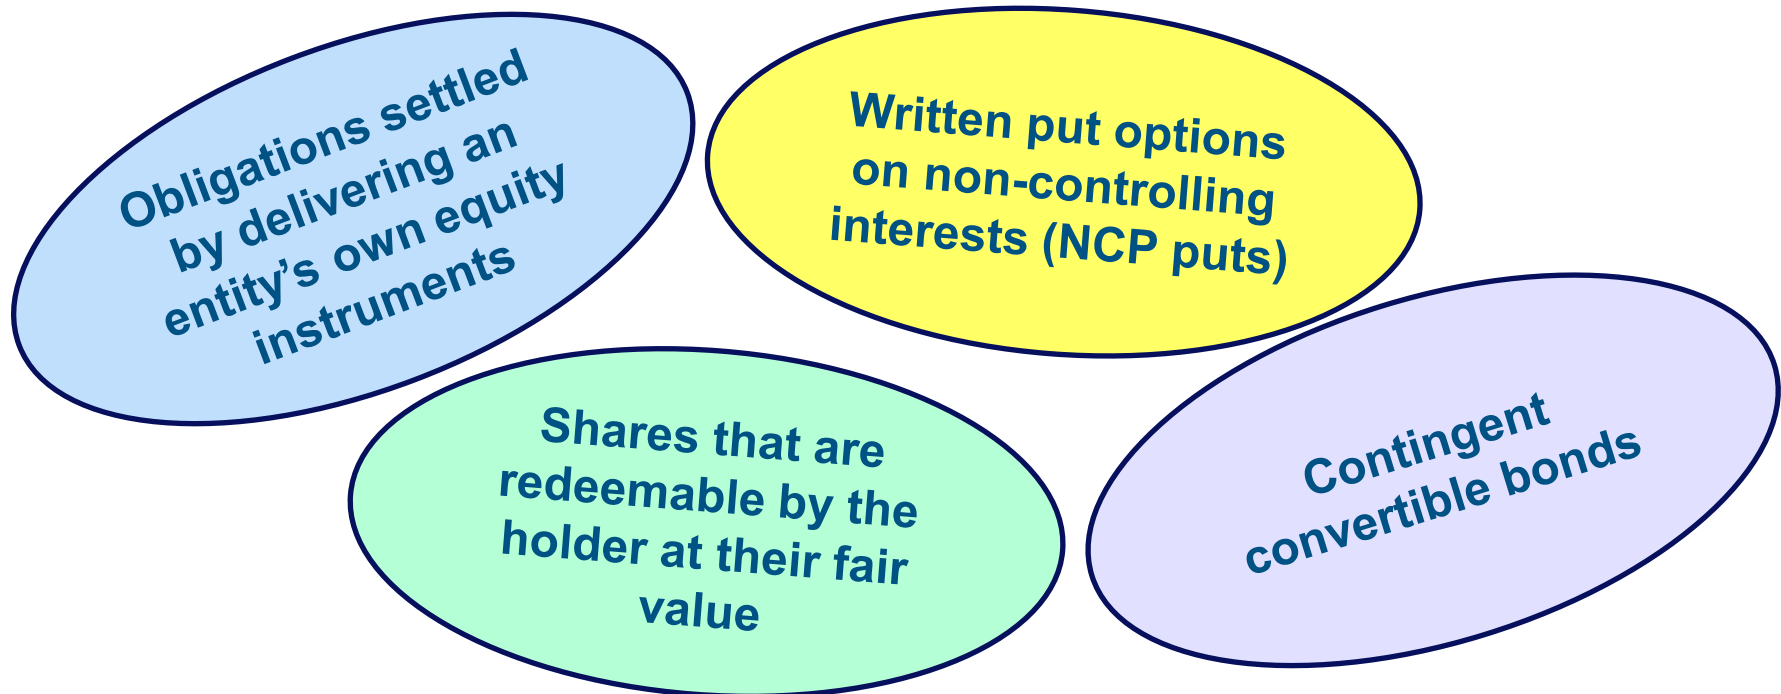 Obligations settled
by delivering an
entity’s own equity
instruments
Written put options
on non-controlling
interests (NCP puts)
Shares that are
redeemable by the
holder at their fair
value
Contingent
convertible bonds